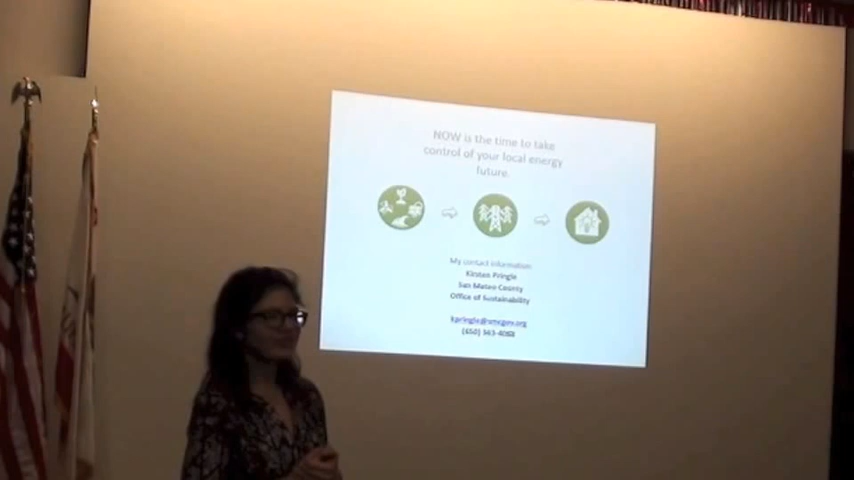 NOW is the time to take
control of your local energy
future.
My contact information:
Kirsten Pringle
San Mateo County
Office of Sustainability
kpringle@smcgov.org
(650) 363-4068